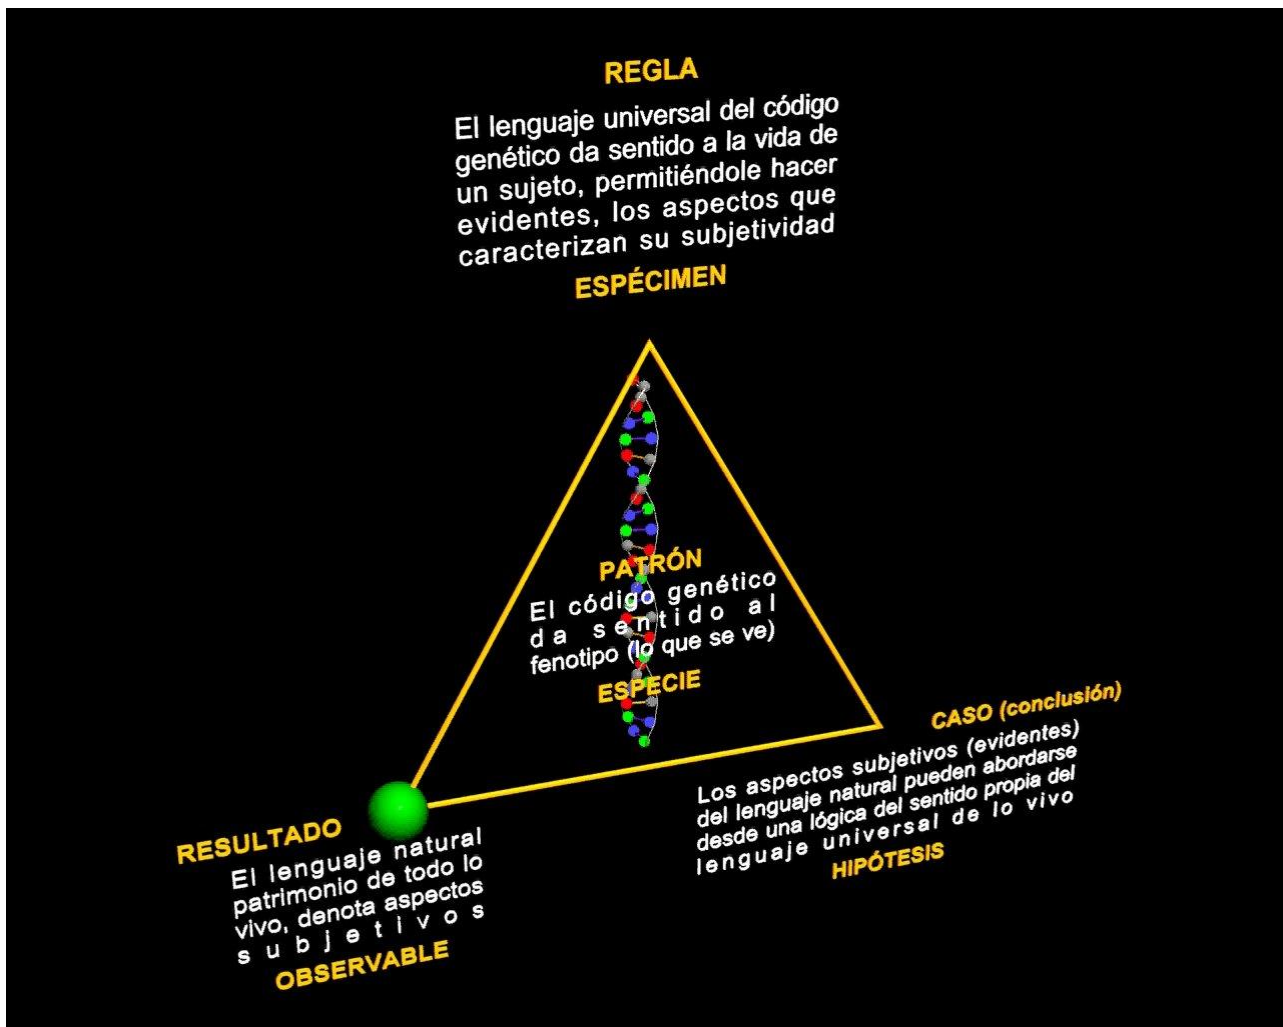 REGLA
El lenguaje universal del código
genético da sentido a la vida de
un sujeto, permitiéndole hacer
evidentes, los aspectos que
caracterizan su subjetividad
ESPÉCIMEN
PATRÓN
El código genético
da sentido al
fenotipo (lo que se ve)
ESPECIE
CASO (conclusión)
Los aspectos subjetivos (evidentes)
del lenguaje natural pueden abordarse
desde una lógica del sentido propia del
lenguaje universal de lo vivo
HIPÓTESIS
RESULTADO
El lenguaje natural
patrimonio de todo lo
vivo, denota aspectos
subjetivos
OBSERVABLE